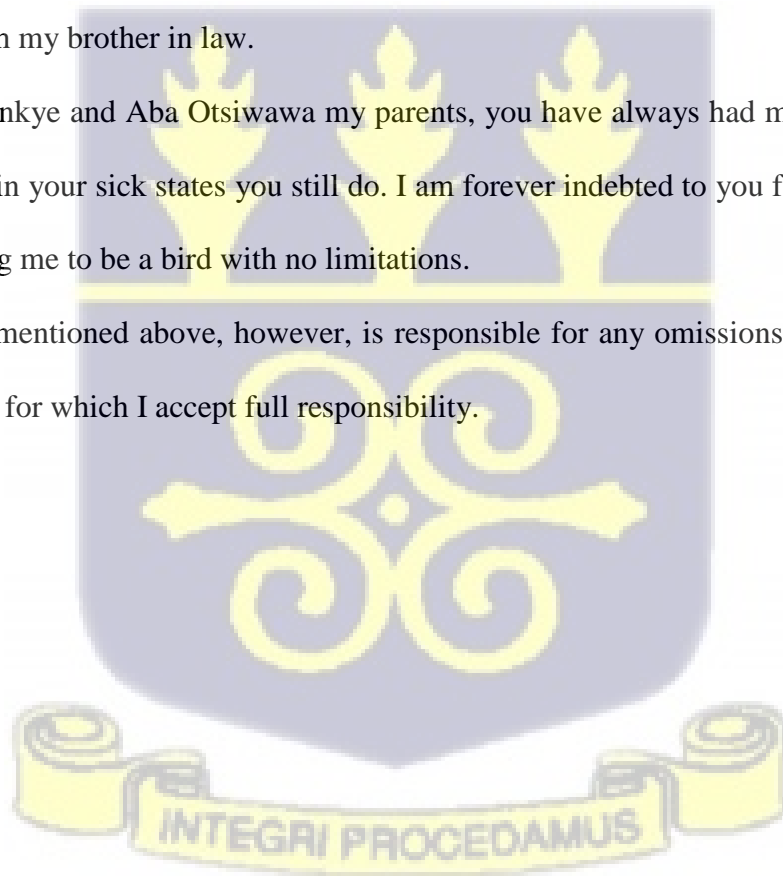 my brother in law.
nkye and Aba Otsiwawa my parents, you have always had m
in your sick states you still do. I am forever indebted to you f
g me to be a bird with no limitations.
mentioned above, however, is responsible for any omissions
for which I accept full responsibility.
INTEGRI PROCEDAMUS